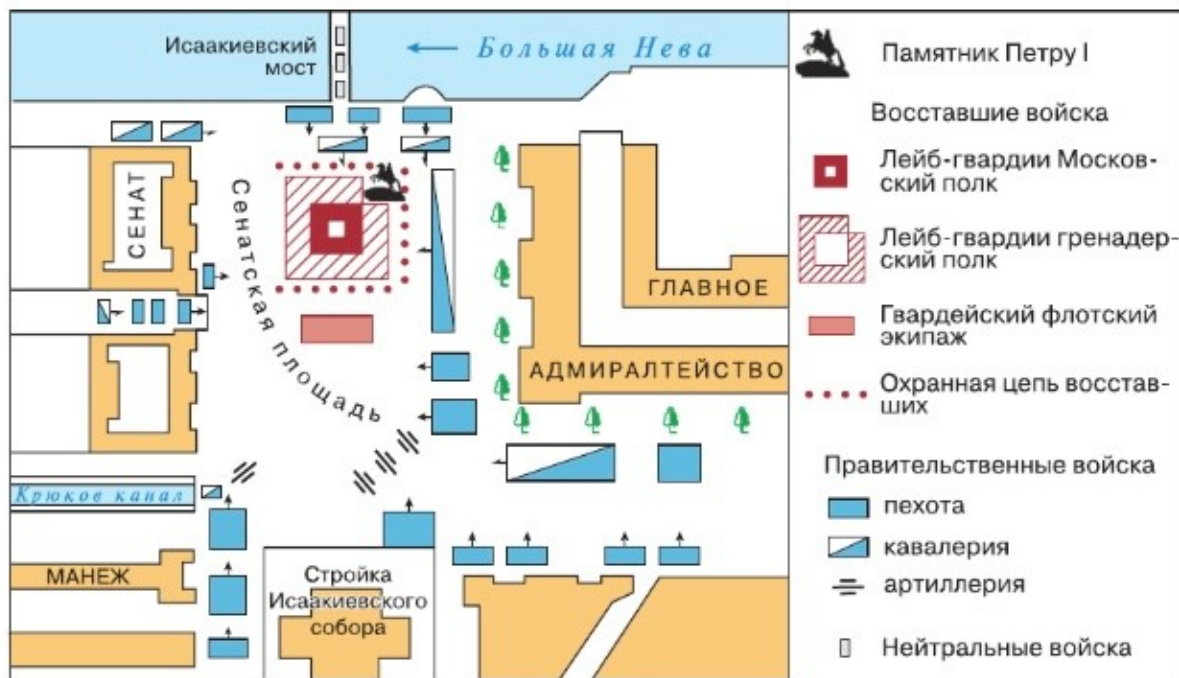 Исаакиевский
мост
Большая Нева
СЕНАТ
Сенатская площадь
ГЛАВНОЕ
АДМИРАЛТЕЙСТВО
Крюков канал
МАНЕЖ
Стройка
Исаакиевского
собора
Памятник Петру I
Восставшие войска
Лейб-гвардии Москов-
ский полк
Лейб-гвардии гренадер-
ский полк
Гвардейский флотский
экипаж
Охранная цепь восстав-
ших
Правительственные войска
пехота
кавалерия
артиллерия
Нейтральные войска